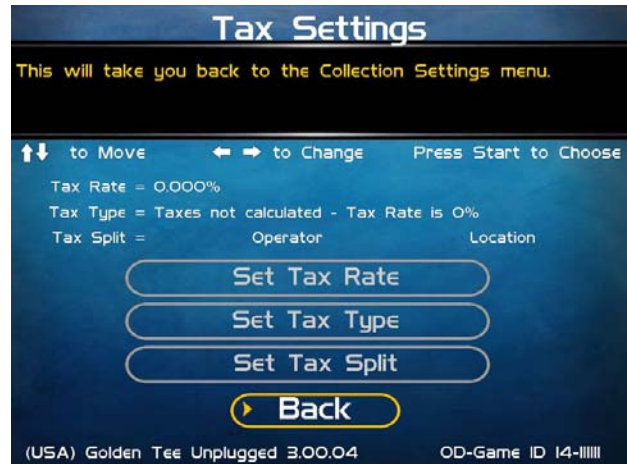 Tax Settings
This will take you back to the Collection Settings menu.
to Move to Change Press Start to Choose
Tax Rate = 0.000%
Tax Type = Taxes not calculated - Tax Rate is 0%
Tax Split = Operator Location
Set Tax Rate
Set Tax Type
Set Tax Split
Back
(USA) Golden Tee Unplugged 3.00.04 OD-Game ID 14-111111